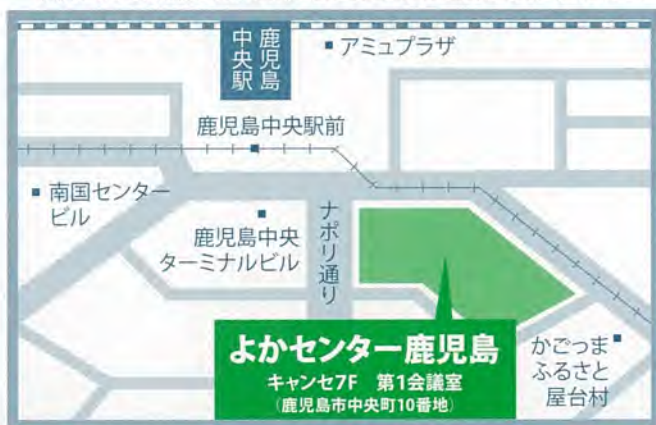 鹿児島
中央駅
アミュプラザ
鹿児島中央駅前
南国センター
ビル
鹿児島中央
ターミナルビル
ナポリ通り
よかセンター鹿児島
キャンセ7F 第1会議室
(鹿児島市中央町10番地)
かごっま
ふるさと
屋台村